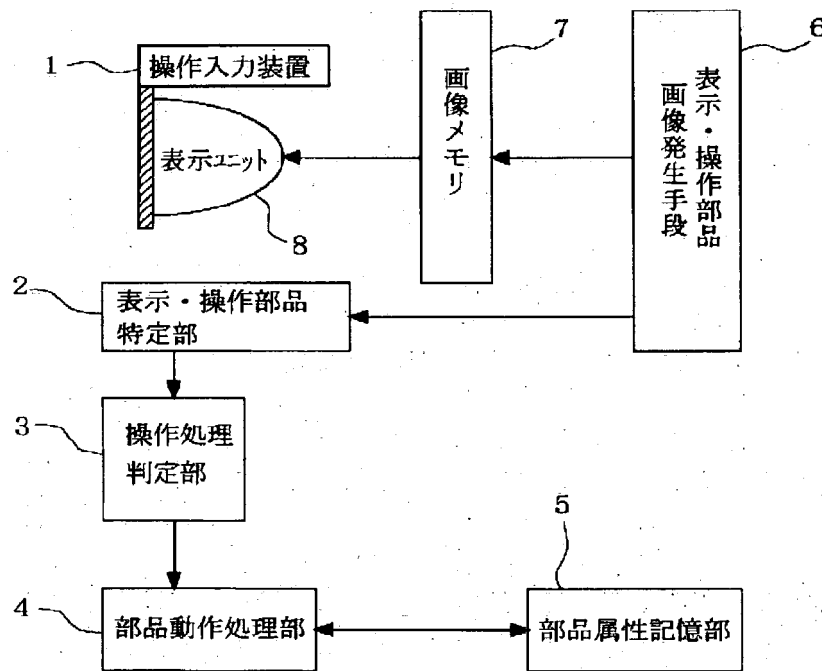 1
操作入力装置
表示ユニット
8
7
画像メモリ
6
表示・操作部品
画像発生手段
2
表示・操作部品
特定部
3
操作処理
判定部
4
部品動作処理部
5
部品属性記憶部